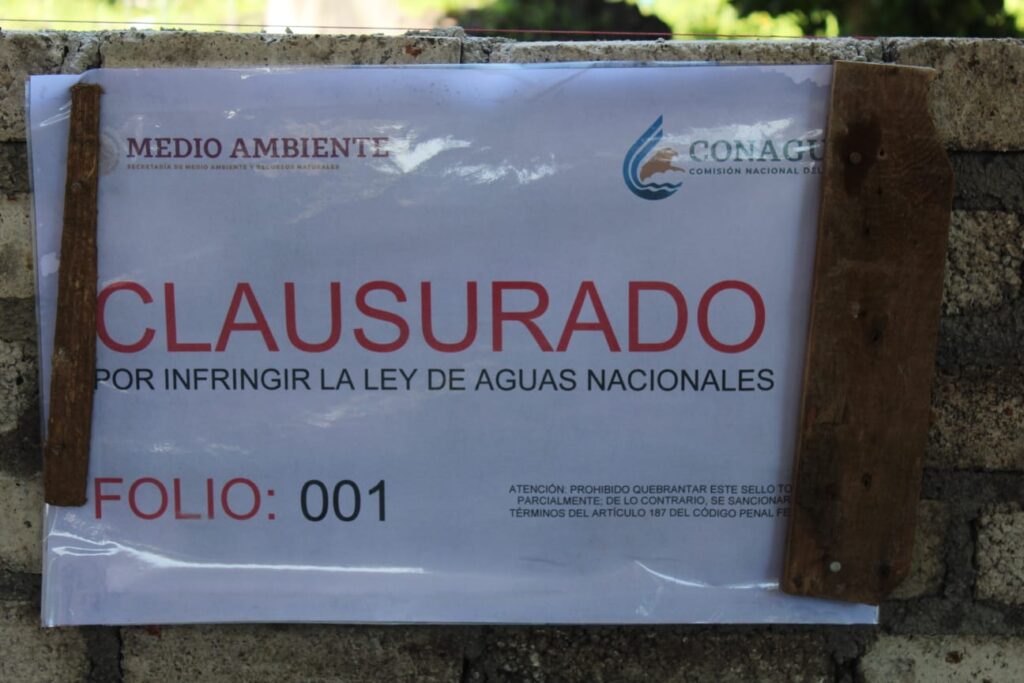 MEDIO AMBIENTE
SECRETARÍA DE MEDIO AMBIENTE Y RECURSOS NATURALES
CONAGU
COMISIÓN NACIONAL DEL
CLAUSURADO
POR INFRINGIR LA LEY DE AGUAS NACIONALES
FOLIO: 001
ATENCIÓN: PROHIBIDO QUEBRANTAR ESTE SELLO TO
PARCIALMENTE; DE LO CONTRARIO, SE SANCIONAR
TÉRMINOS DEL ARTÍCULO 187 DEL CÓDIGO PENAL FE